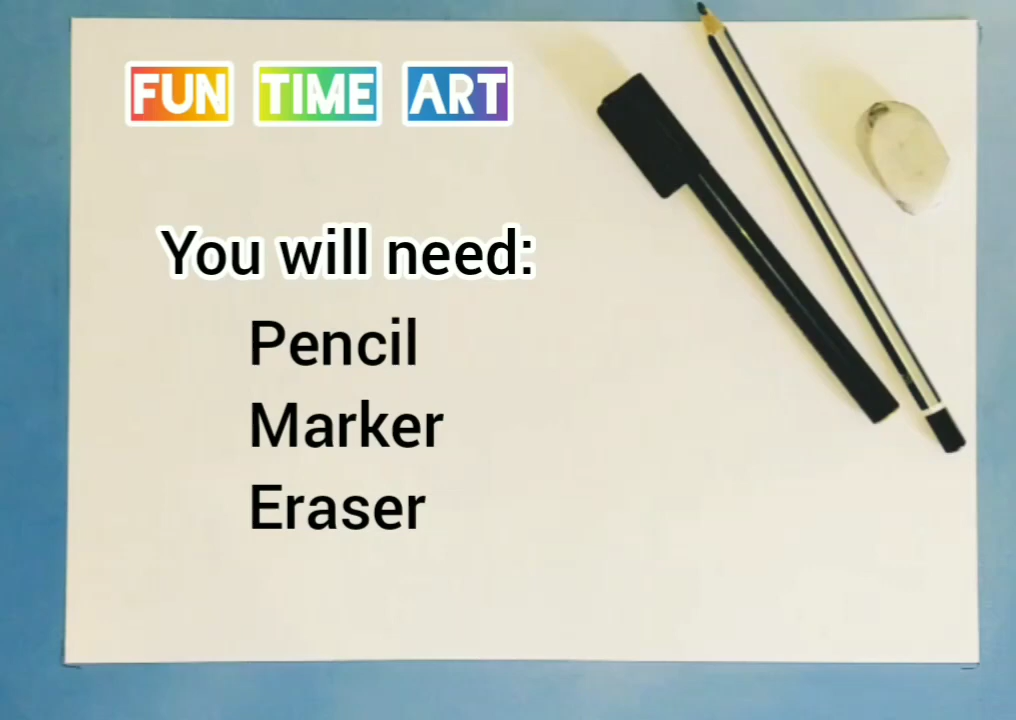 FUN TIME ART
You will need:
Pencil
Marker
Eraser